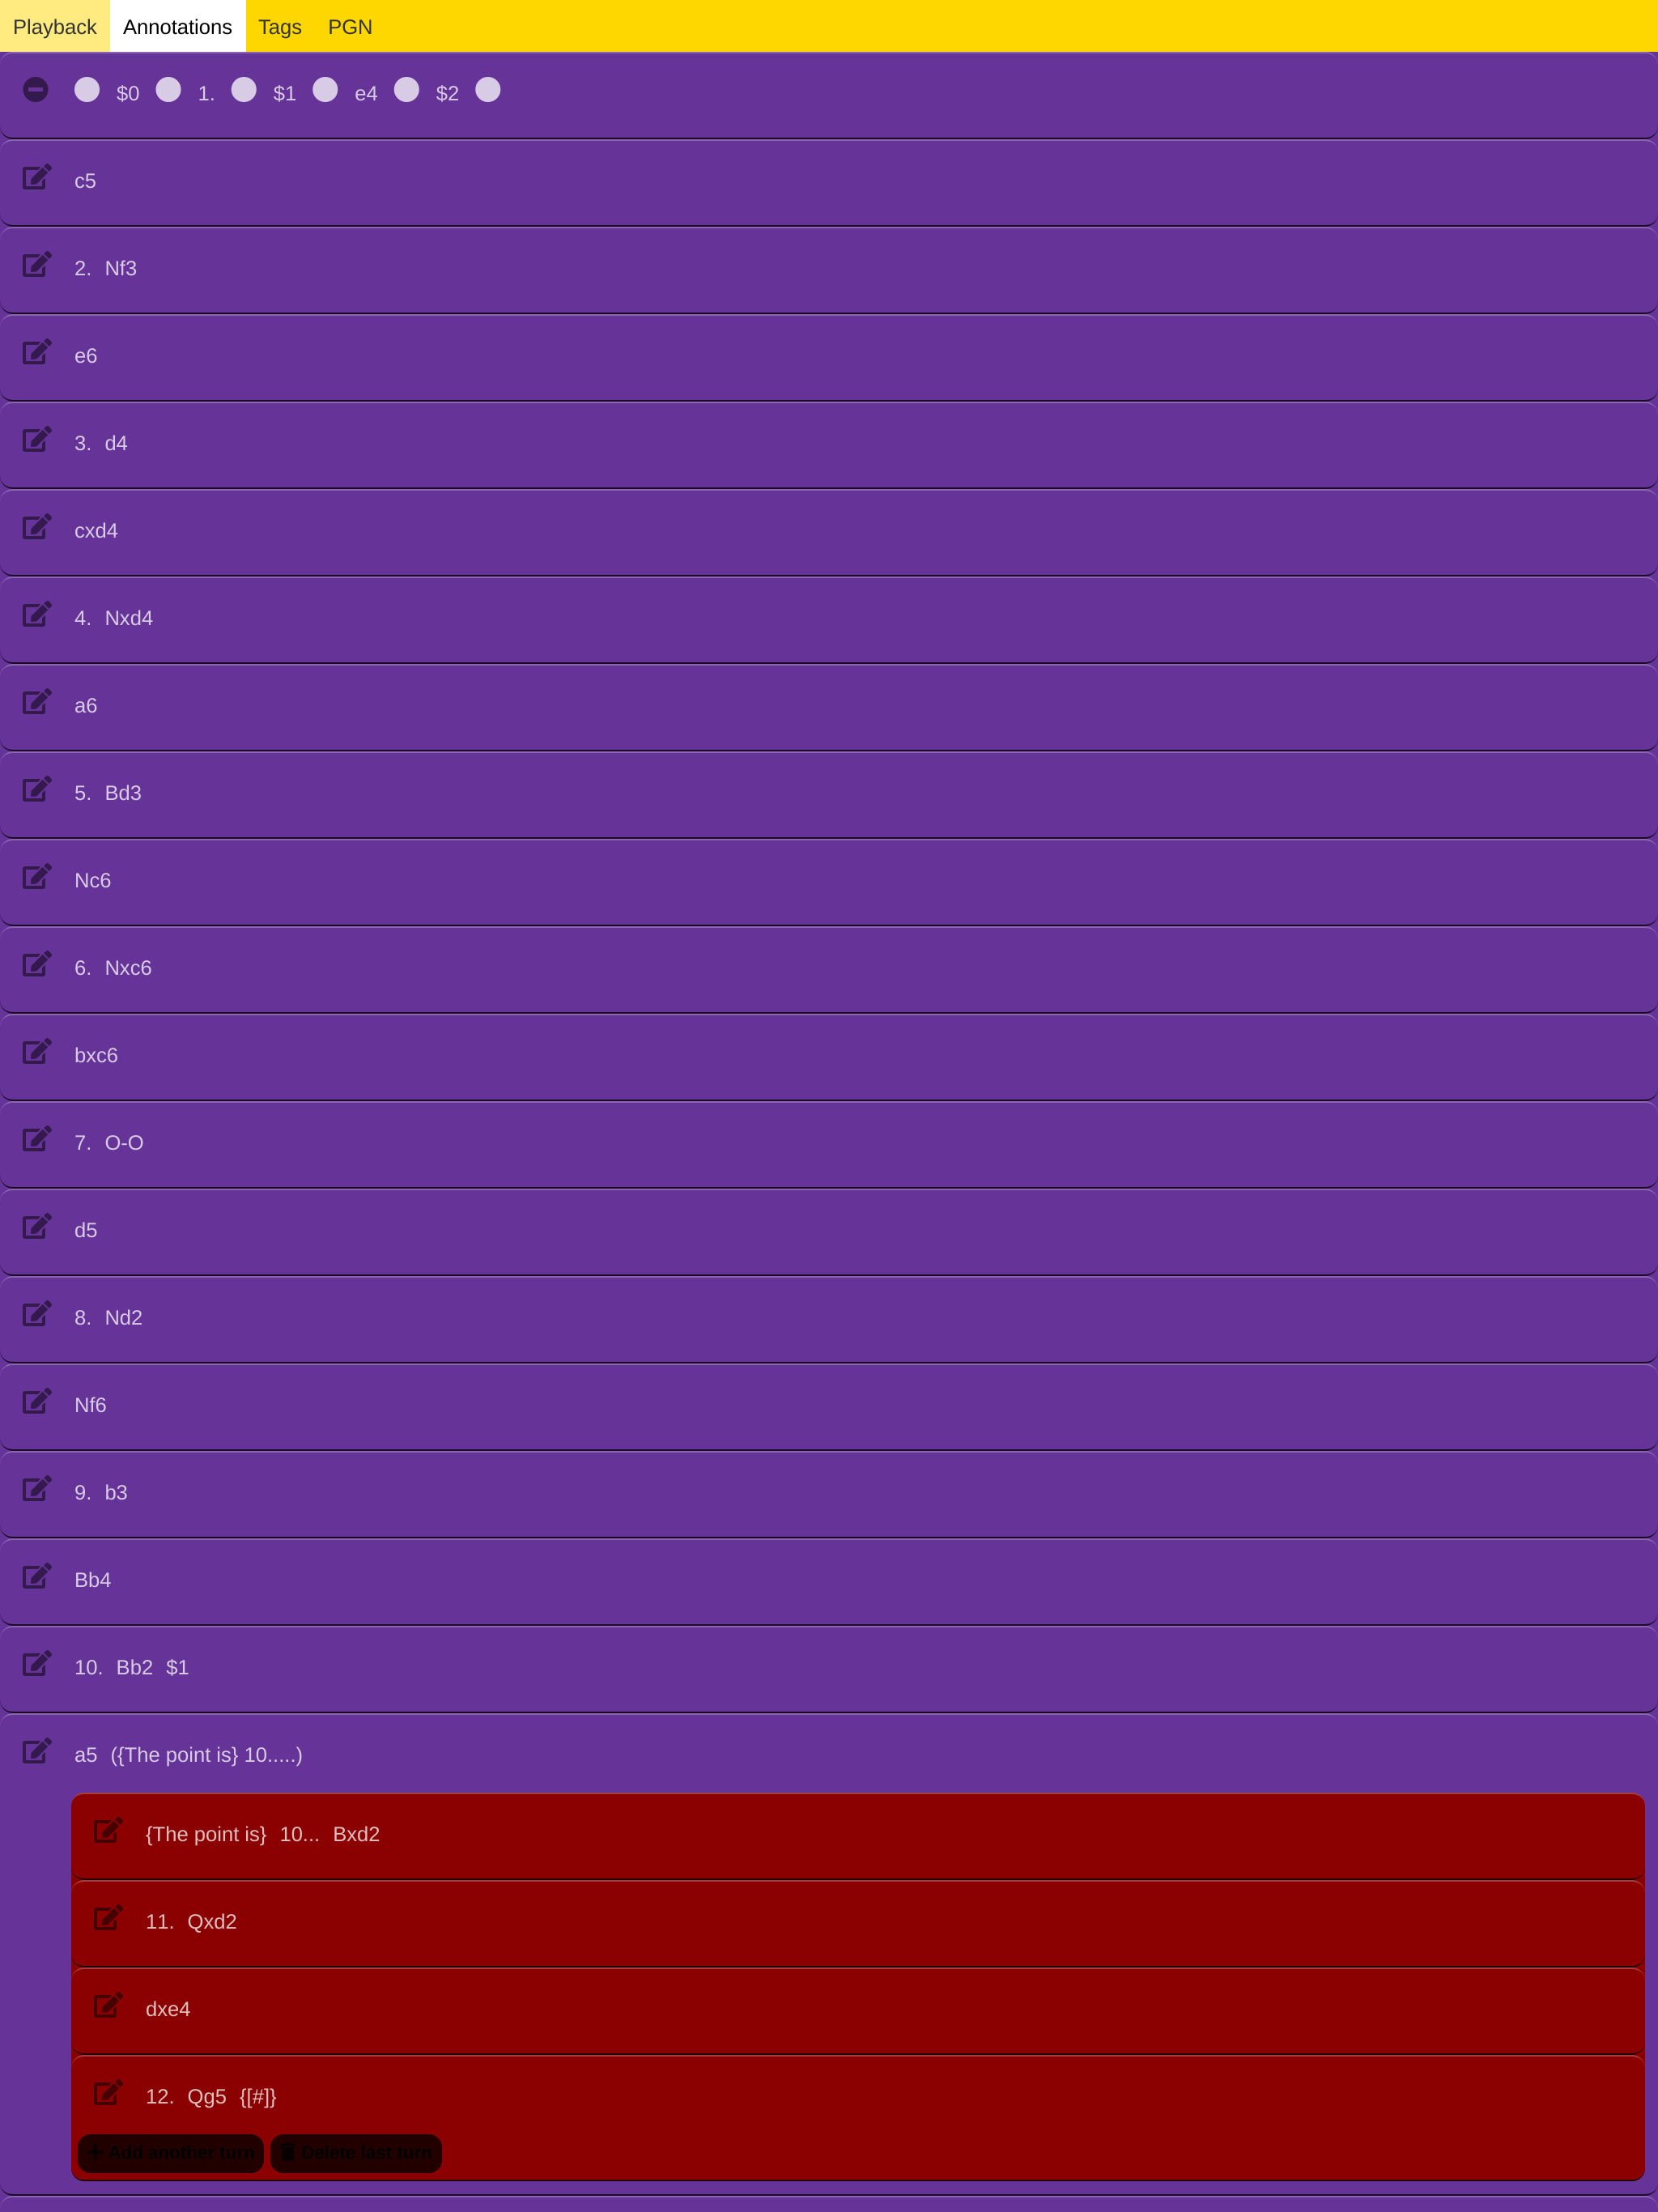 Playback Annotations Tags PGN
$0 1. $1 e4 $2
c5
2. Nf3
e6
3. d4
cxd4
4. Nxd4
a6
5. Bd3
Nc6
6. Nxc6
bxc6
7. O-O
d5
8. Nd2
Nf6
9. b3
Bb4
10. Bb2 $1
a5 ({The point is} 10.....)
{The point is} 10... Bxd2
11. Qxd2
dxe4
12. Qg5 {[#]}
Add another turn Delete last turn